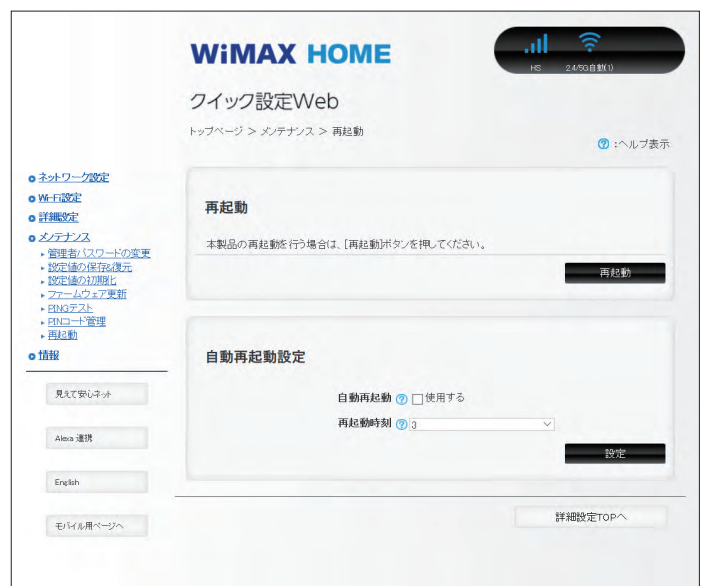 WiMAX HOME
HS
2.4/5G自動(1)
クイック設定Web
トップページ > メンテナンス > 再起動
:ヘルプ表示
ネットワーク設定
Wi-Fi設定
詳細設定
メンテナンス
管理者パスワードの変更
設定値の保存&復元
設定値の初期化
ファームウェア更新
PINGテスト
PINコード管理
再起動
情報
見えて安心ネット
Alexa 連携
English
モバイル用ページへ
再起動
本製品の再起動を行う場合は、[再起動]ボタンを押してください。
再起動
自動再起動設定
自動再起動 ? 使用する
再起動時刻 ? 3
設定
詳細設定TOPへ